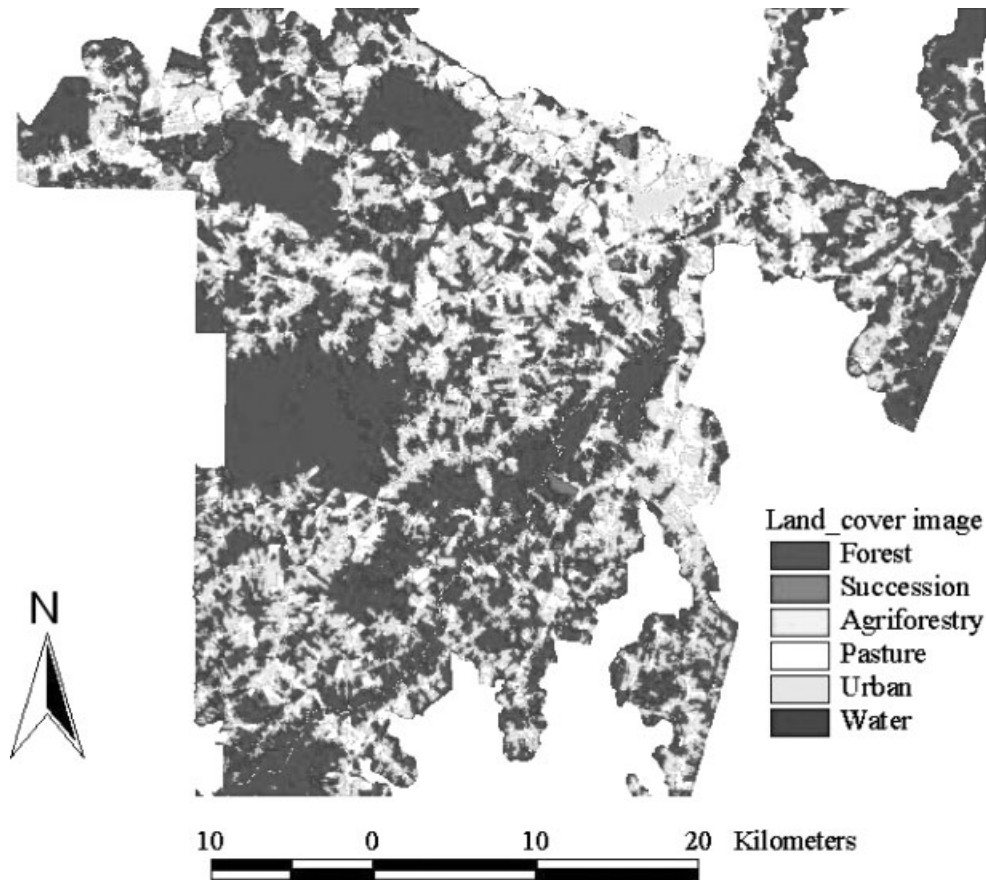 Land_cover image
Forest
Succession
Agriforestry
Pasture
Urban
Water
N
10 0 10 20 Kilometers